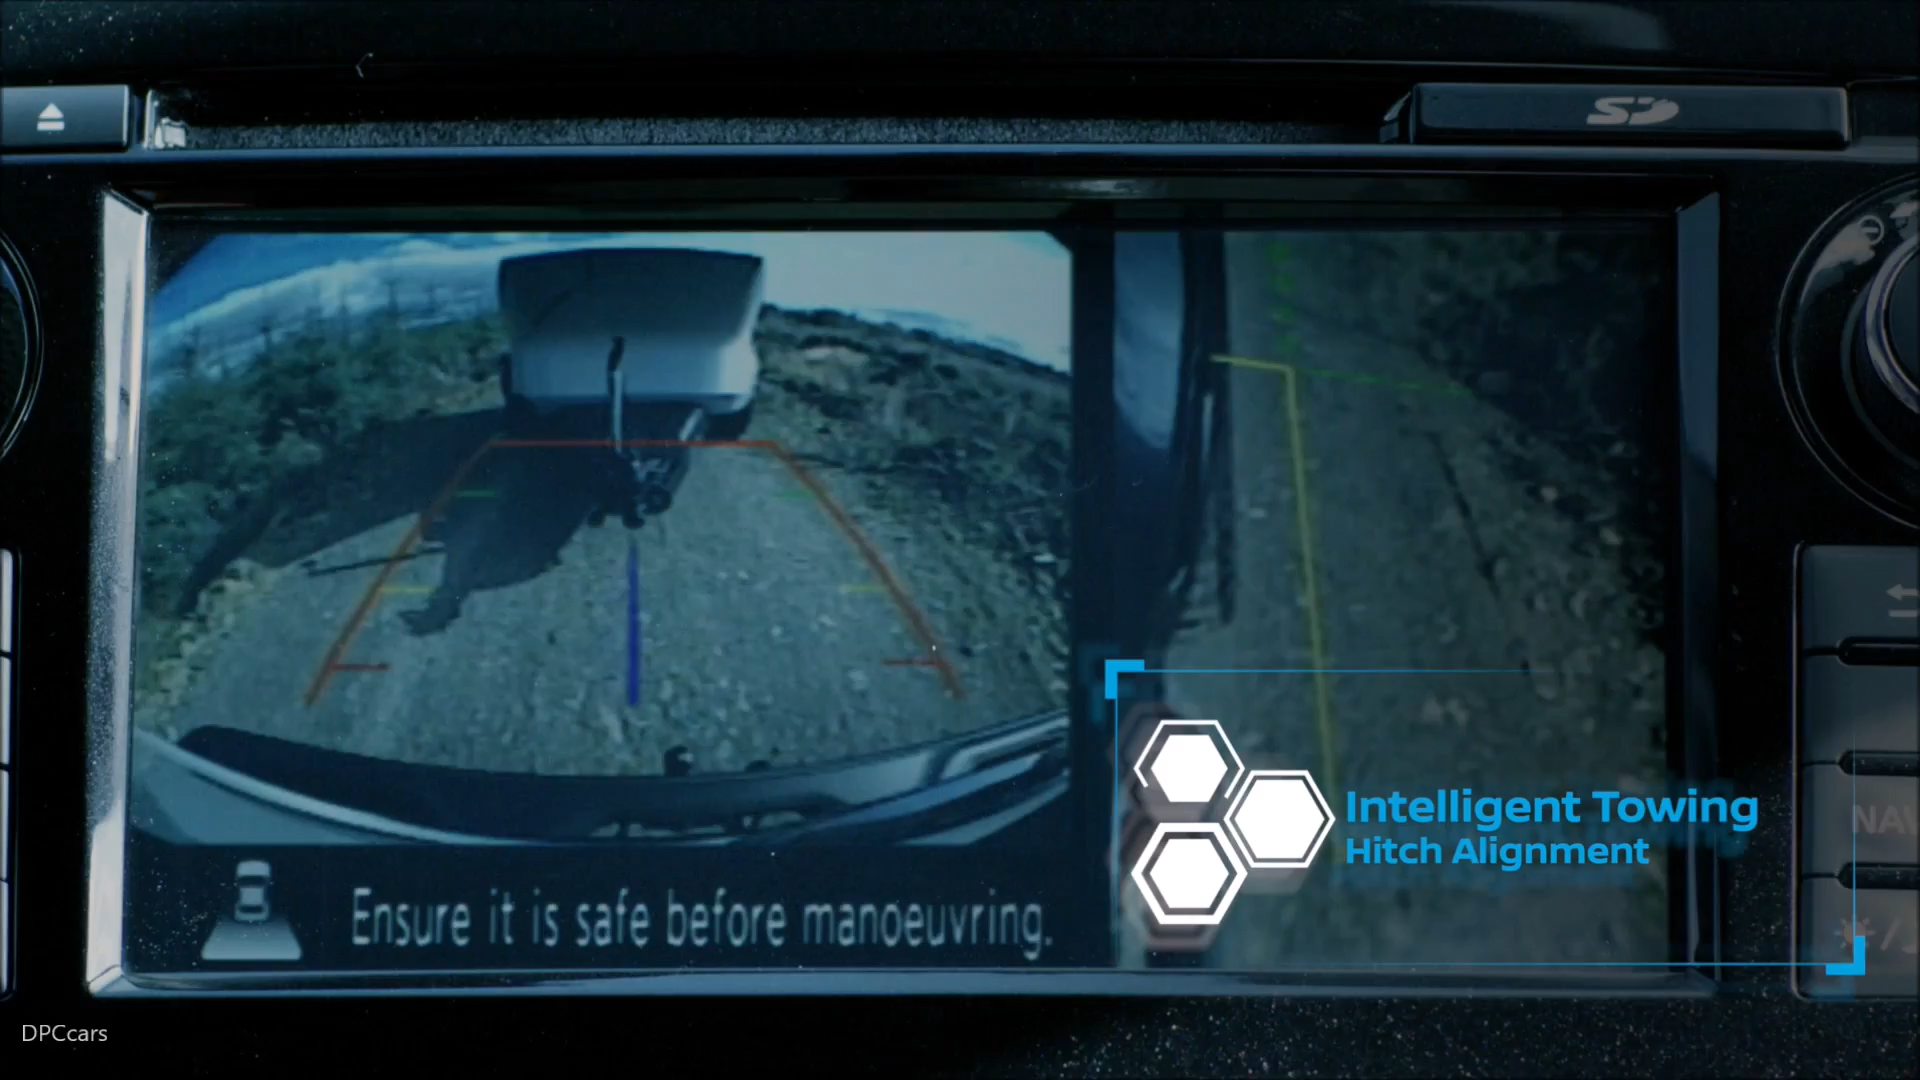 SD
Ensure it is safe before manoeuvring.
Intelligent Towing
Hitch Alignment
DPCcars